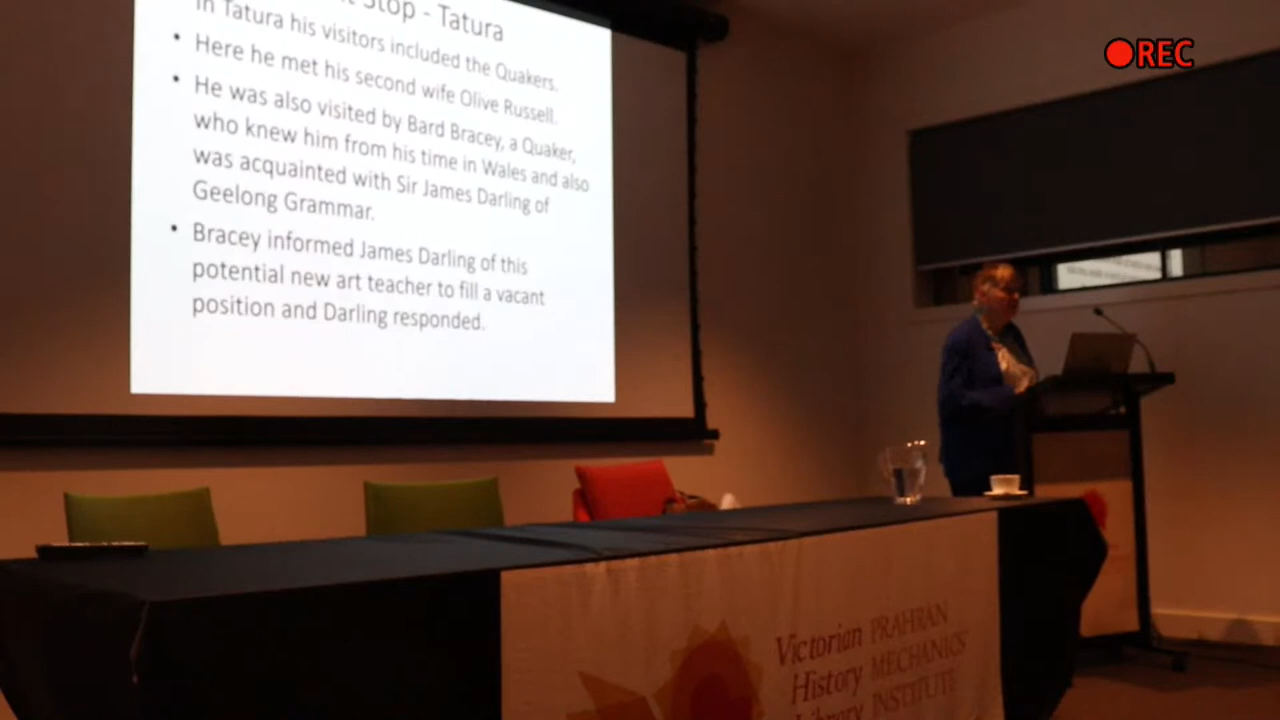 Stop - Tatura
In Tatura his visitors included the Quakers.
• Here he met his second wife Olive Russell.
• He was also visited by Bard Bracey, a Quaker,
who knew him from his time in Wales and also
was acquainted with Sir James Darling of
Geelong Grammar.
• Bracey informed James Darling of this
potential new art teacher to fill a vacant
position and Darling responded.
REC
Victorian PRAHRAN
History MECHANICS'
Library INSTITUTE